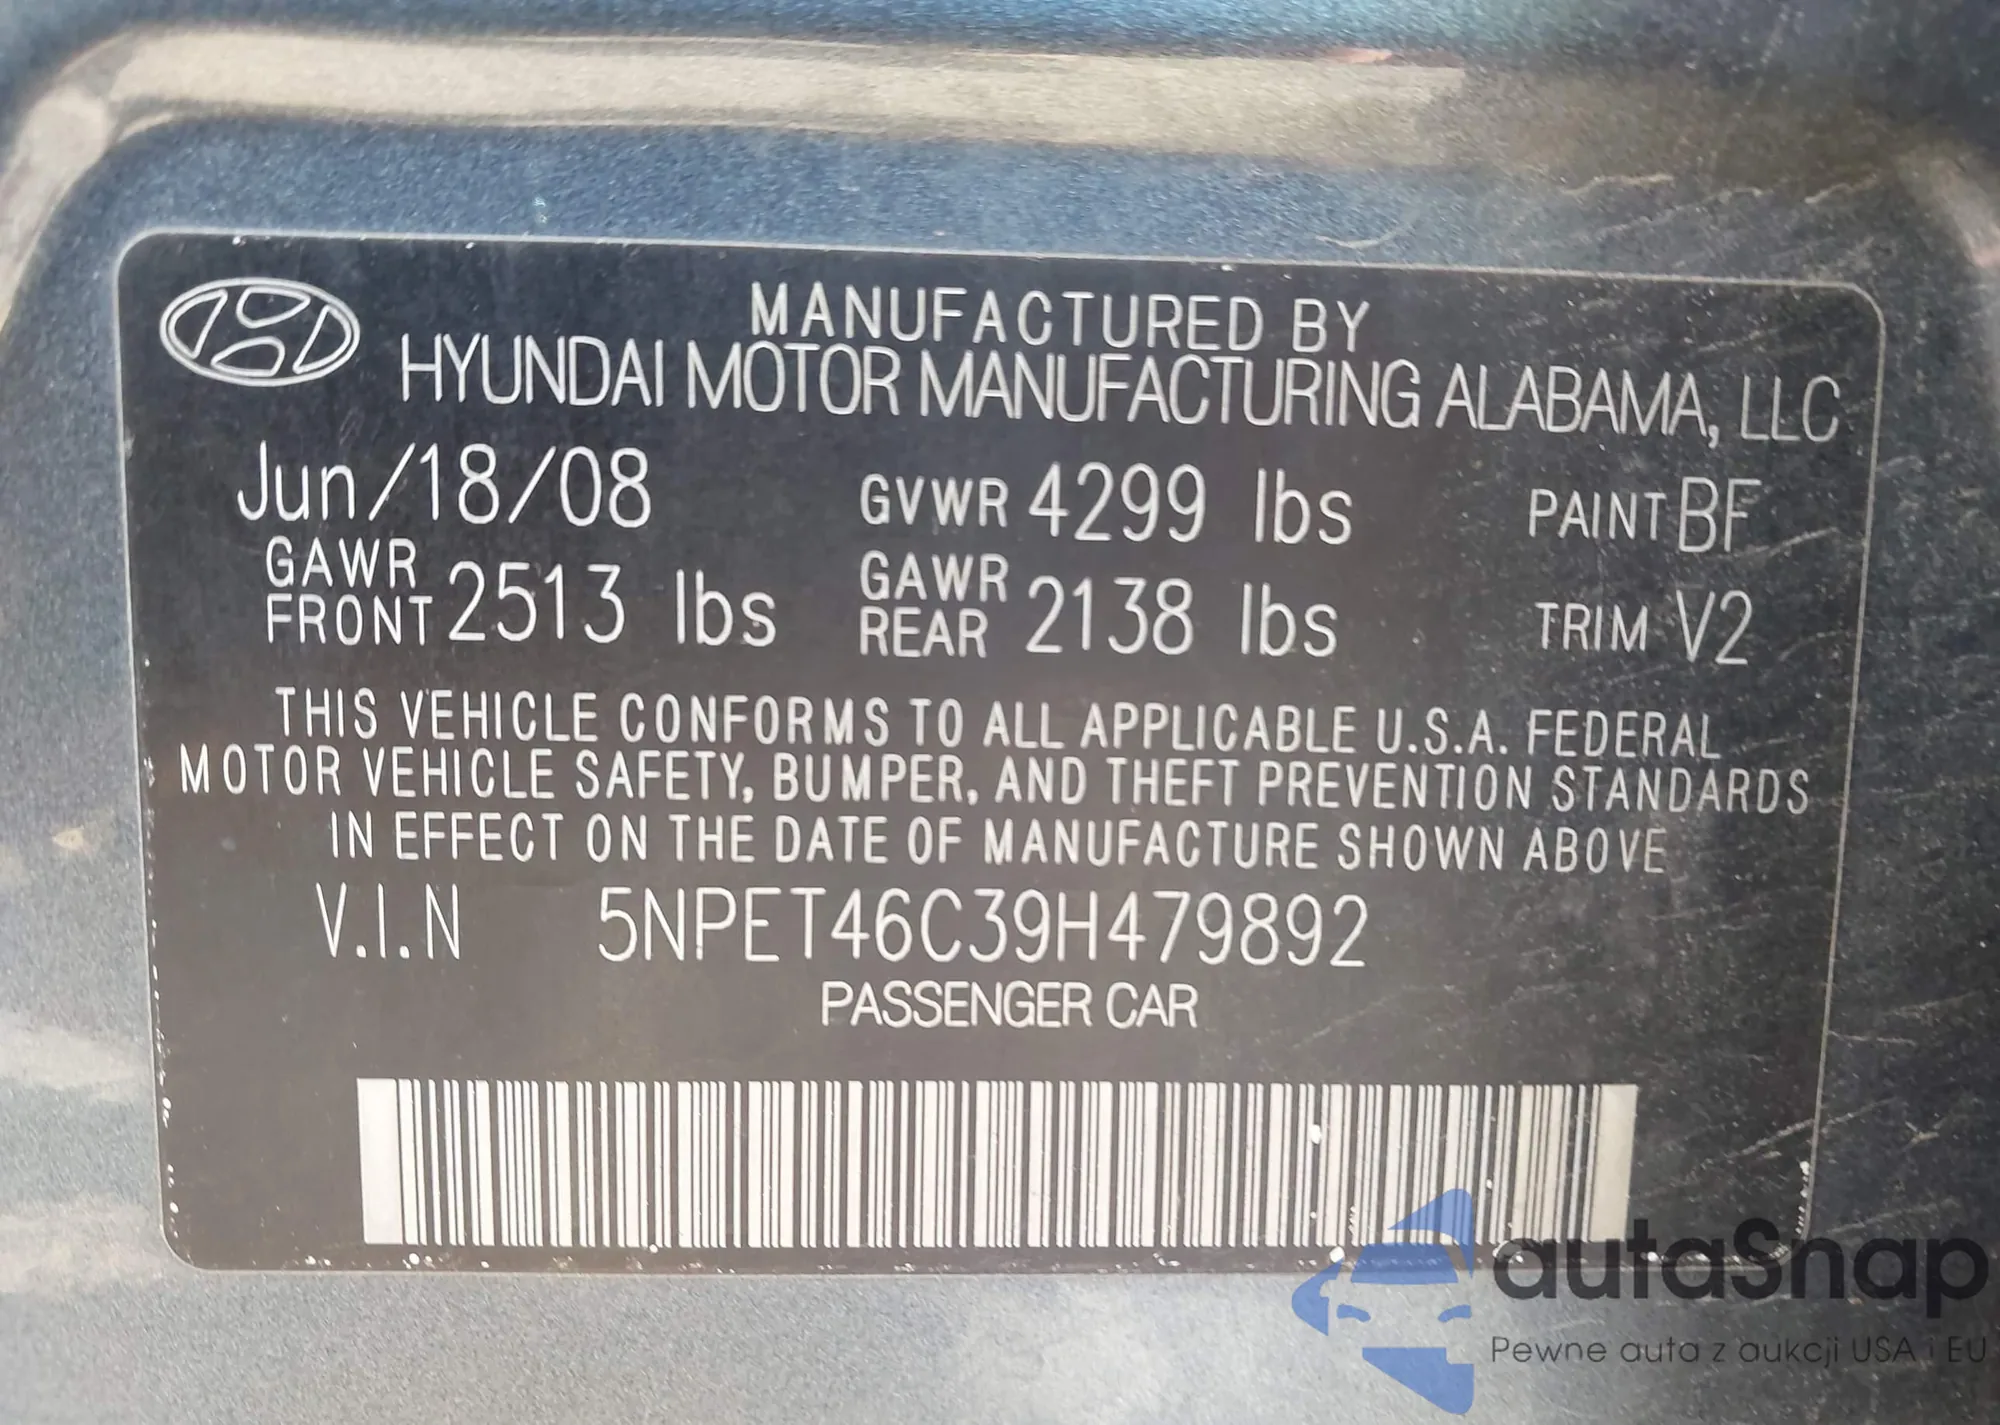 MANUFACTURED BY
HYUNDAI MOTOR MANUFACTURING ALABAMA, LLC
Jun/18/08 GVWR 4299 lbs PAINT BF
GAWR FRONT 2513 lbs GAWR REAR 2138 lbs TRIM V2
THIS VEHICLE CONFORMS TO ALL APPLICABLE U.S.A. FEDERAL
MOTOR VEHICLE SAFETY, BUMPER, AND THEFT PREVENTION STANDARDS
IN EFFECT ON THE DATE OF MANUFACTURE SHOWN ABOVE
V.I.N 5NPET46C39H479892
PASSENGER CAR
autaSnap
Pewne auta z aukcji USA i EU